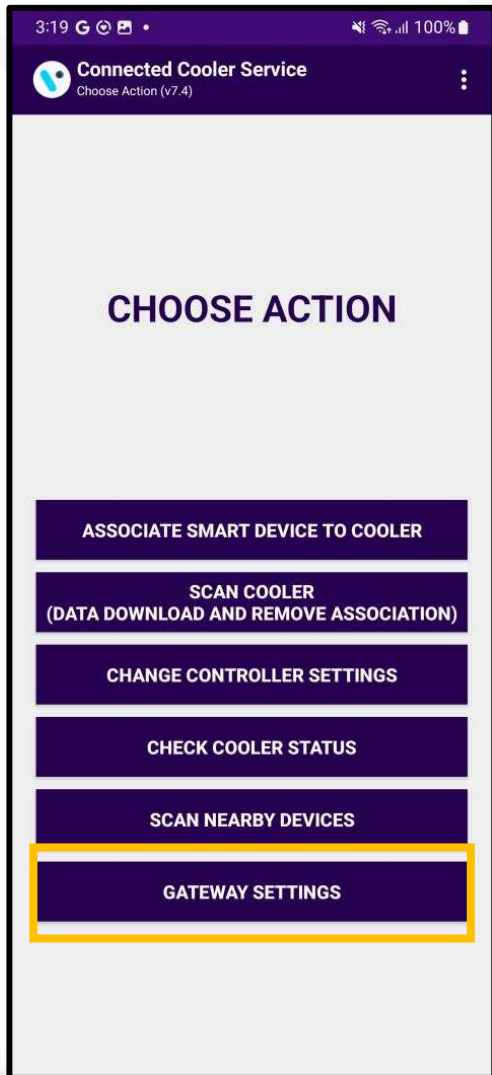 3:19 G 100%
Connected Cooler Service
Choose Action (v7.4)
CHOOSE ACTION
ASSOCIATE SMART DEVICE TO COOLER
SCAN COOLER
(DATA DOWNLOAD AND REMOVE ASSOCIATION)
CHANGE CONTROLLER SETTINGS
CHECK COOLER STATUS
SCAN NEARBY DEVICES
GATEWAY SETTINGS